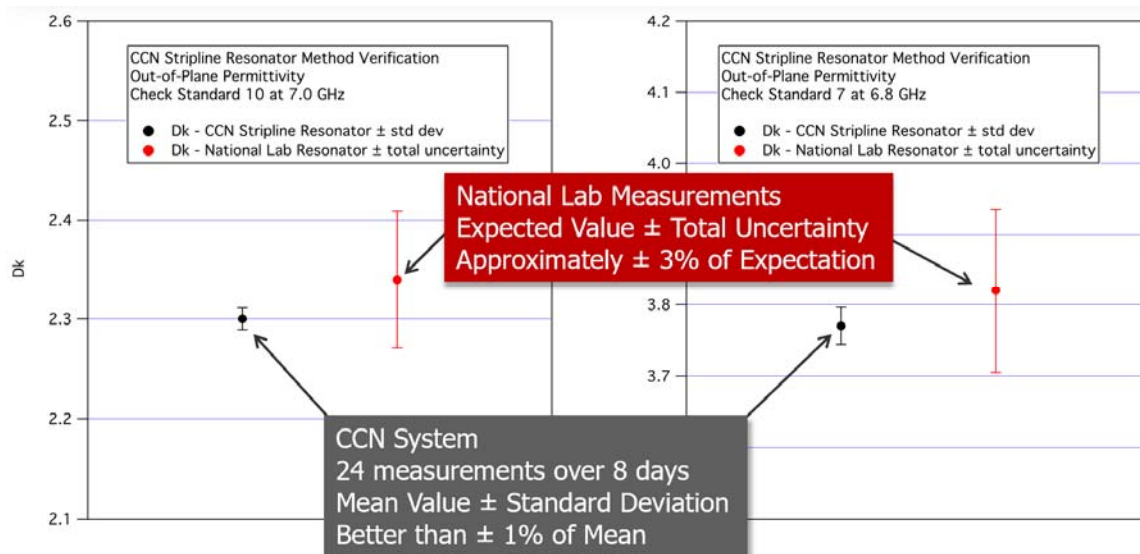 2.6
2.5
2.4
2.3
2.2
2.1
Dk
CCN Stripline Resonator Method Verification
Out-of-Plane Permittivity
Check Standard 10 at 7.0 GHz
Dk - CCN Stripline Resonator ± std dev
Dk - National Lab Resonator ± total uncertainty
4.2
4.1
4.0
3.8
3.7
CCN Stripline Resonator Method Verification
Out-of-Plane Permittivity
Check Standard 7 at 6.8 GHz
Dk - CCN Stripline Resonator ± std dev
Dk - National Lab Resonator ± total uncertainty
National Lab Measurements
Expected Value ± Total Uncertainty
Approximately ± 3% of Expectation
CCN System
24 measurements over 8 days
Mean Value ± Standard Deviation
Better than ± 1% of Mean